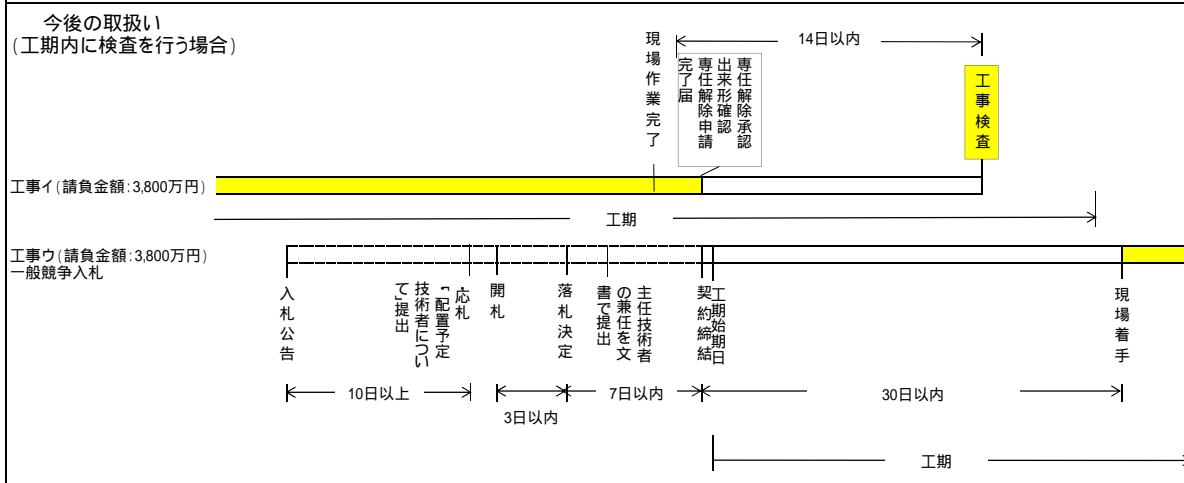 今後の取扱い
(工期内に検査を行う場合)
現場作業完了
14日以内
専任解除承認
出来形確認
専任解除申請
完了届
工事検査
工事イ(請負金額:3,800万円)
工期
工事ウ(請負金額:3,800万円)
一般競争入札
入札公告
・応札
・「配置予定
技術者につい
て」提出
開札
落札決定
主任技術者
の兼任を文
書で提出
契約締結
工期始期日
現場着手
10日以上
3日以内
7日以内
30日以内
工期